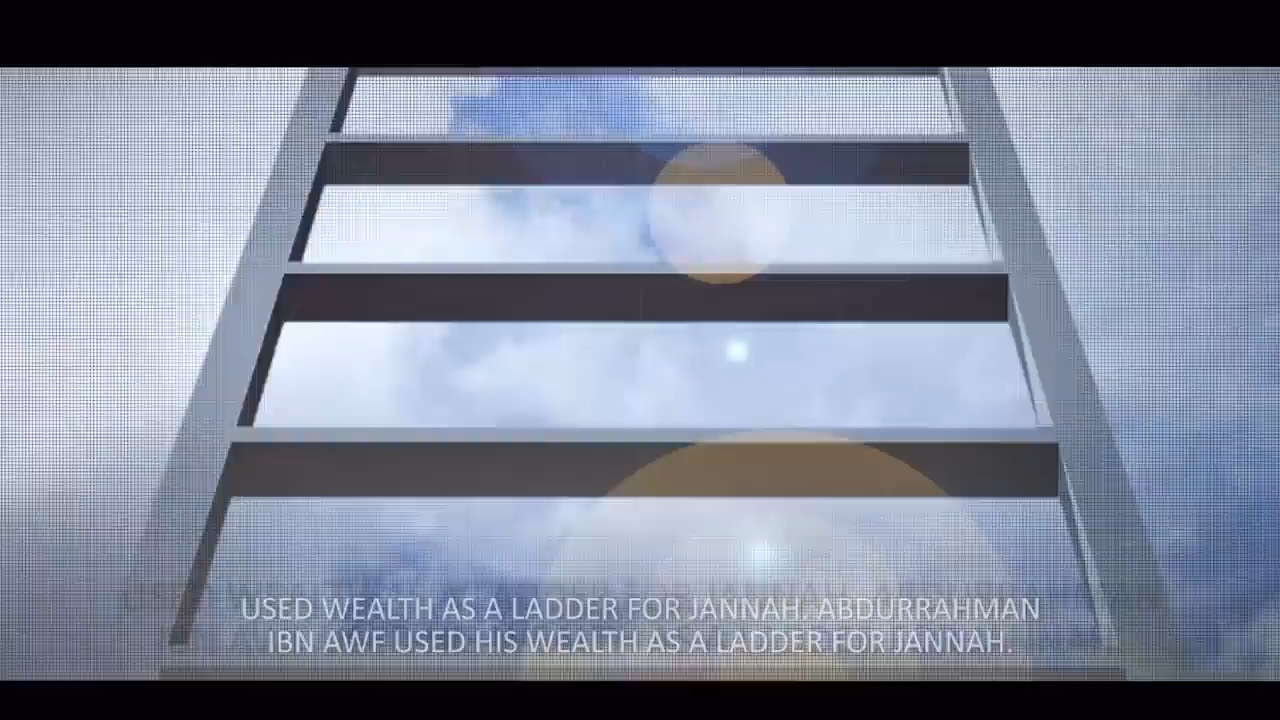 USED WEALTH AS A LADDER FOR JANNAH. ABDURRAHMAN
IBN AWF USED HIS WEALTH AS A LADDER FOR JANNAH.